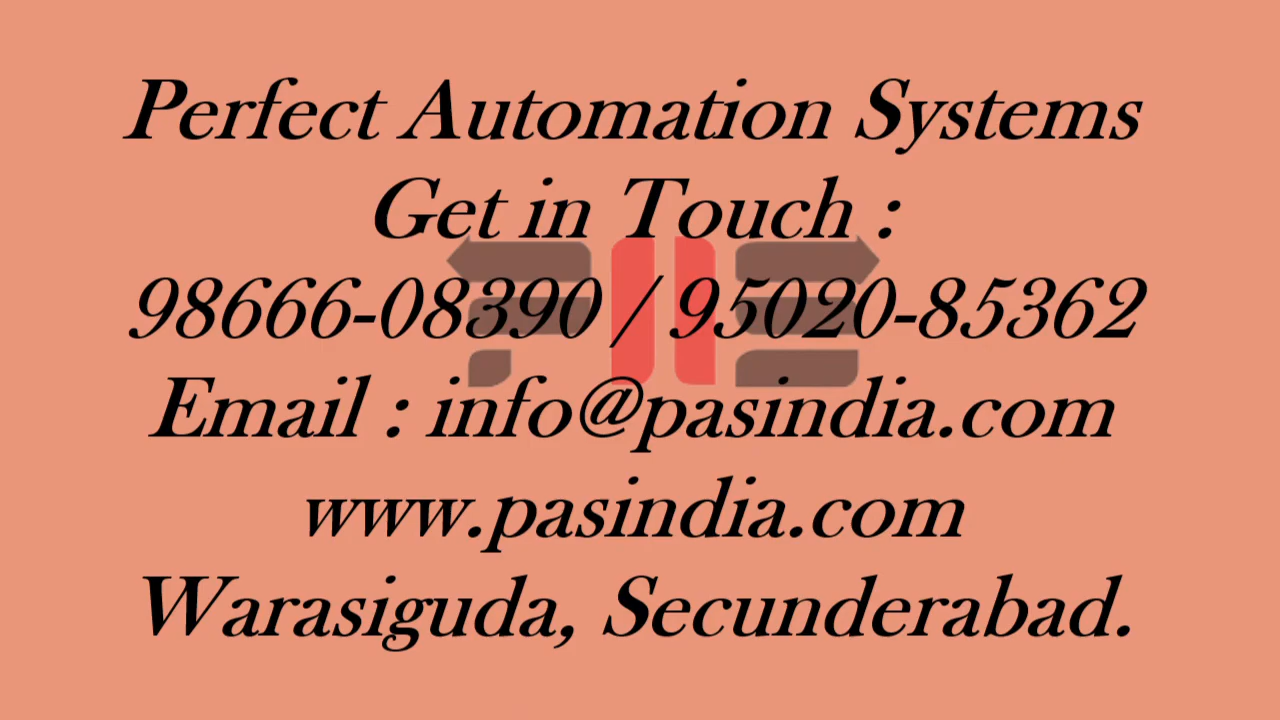 Perfect Automation Systems
Get in Touch :
98666-08390 / 95020-85362
Email : info@pasindia.com
www.pasindia.com
Warasiguda, Secunderabad.